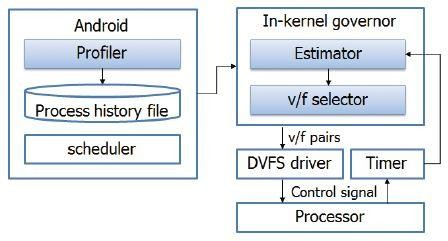 Android
Profiler
Process history file
scheduler
In-kernel governor
Estimator
v/f selector
v/f pairs
DVFS driver
Timer
Control signal
Processor